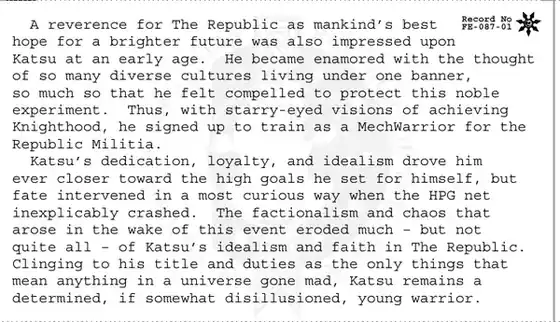 A reverence for The Republic as mankind's best
hope for a brighter future was also impressed upon
Katsu at an early age.  He became enamored with the thought
of so many diverse cultures living under one banner,
so much so that he felt compelled to protect this noble
experiment.  Thus, with starry-eyed visions of achieving
Knighthood, he signed up to train as a MechWarrior for the
Republic Militia.
Katsu's dedication, loyalty, and idealism drove him
ever closer toward the high goals he set for himself, but
fate intervened in a most curious way when the HPG net
inexplicably crashed.  The factionalism and chaos that
arose in the wake of this event eroded much – but not
quite all – of Katsu's idealism and faith in The Republic.
Clinging to his title and duties as the only things that
mean anything in a universe gone mad, Katsu remains a
determined, if somewhat disillusioned, young warrior.
Record No
FE-087-01